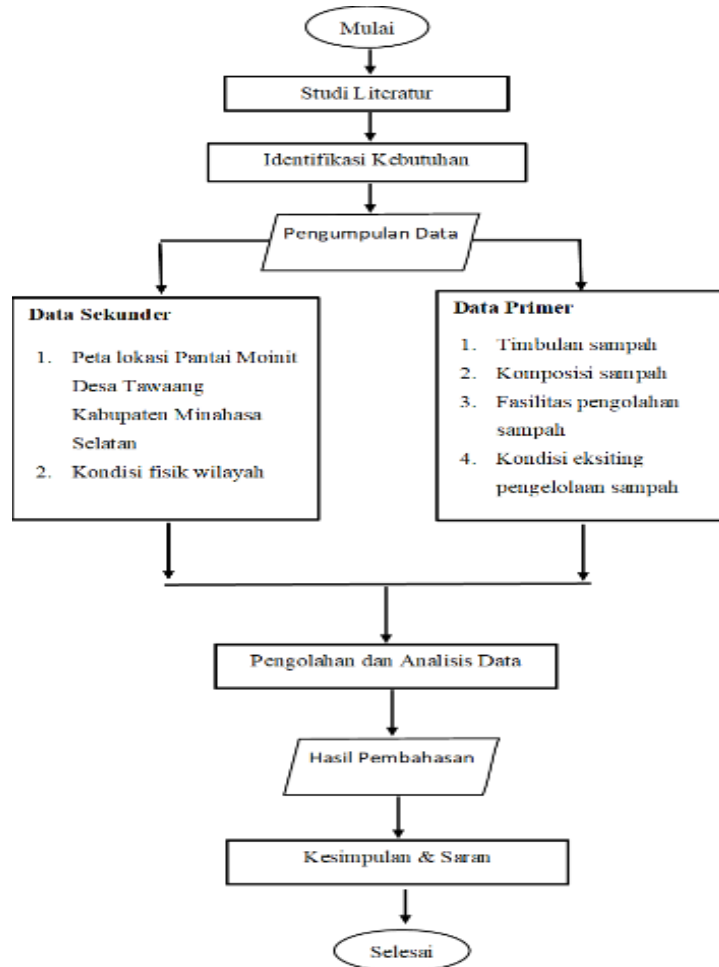 Mulai
Studi Literatur
Identifikasi Kebutuhan
Pengumpulan Data
Data Sekunder
1. Peta lokasi Pantai Moinit
Desa Tawaang
Kabupaten Minahasa
Selatan
2. Kondisi fisik wilayah
Data Primer
1. Timbulan sampah
2. Komposisi sampah
3. Fasilitas pengolahan
sampah
4. Kondisi eksiting
pengelolaan sampah
Pengolahan dan Analisis Data
Hasil Pembahasan
Kesimpulan & Saran
Selesai